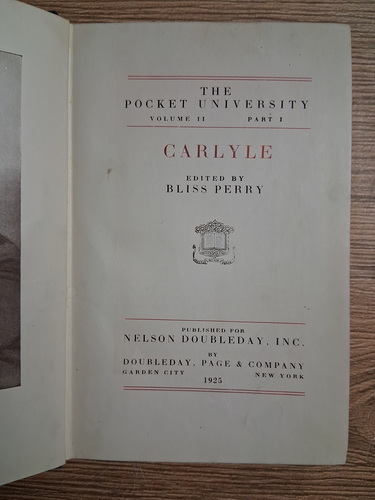 THE
POCKET UNIVERSITY
VOLUME II PART I
CARLYLE
EDITED BY
BLISS PERRY
PUBLISHED FOR
NELSON DOUBLEDAY, INC.
BY
DOUBLEDAY, PAGE & COMPANY
GARDEN CITY NEW YORK
1925